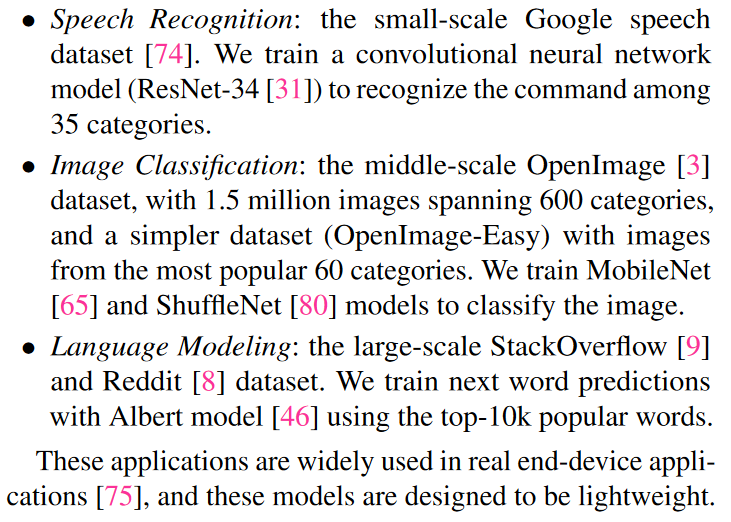 • Speech Recognition: the small-scale Google speech
dataset [74]. We train a convolutional neural network
model (ResNet-34 [31]) to recognize the command among
35 categories.
• Image Classification: the middle-scale OpenImage [3]
dataset, with 1.5 million images spanning 600 categories,
and a simpler dataset (OpenImage-Easy) with images
from the most popular 60 categories. We train MobileNet
[65] and ShuffleNet [80] models to classify the image.
• Language Modeling: the large-scale StackOverflow [9]
and Reddit [8] dataset. We train next word predictions
with Albert model [46] using the top-10k popular words.
These applications are widely used in real end-device appli-
cations [75], and these models are designed to be lightweight.